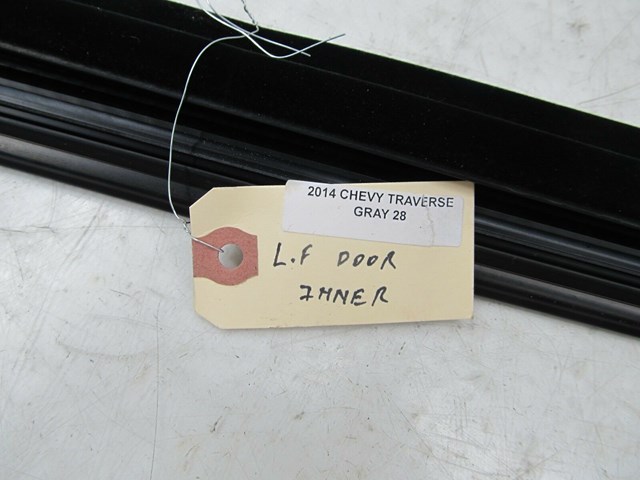 2014 CHEVY TRAVERSE
GRAY 28
L.F DOOR
INNER